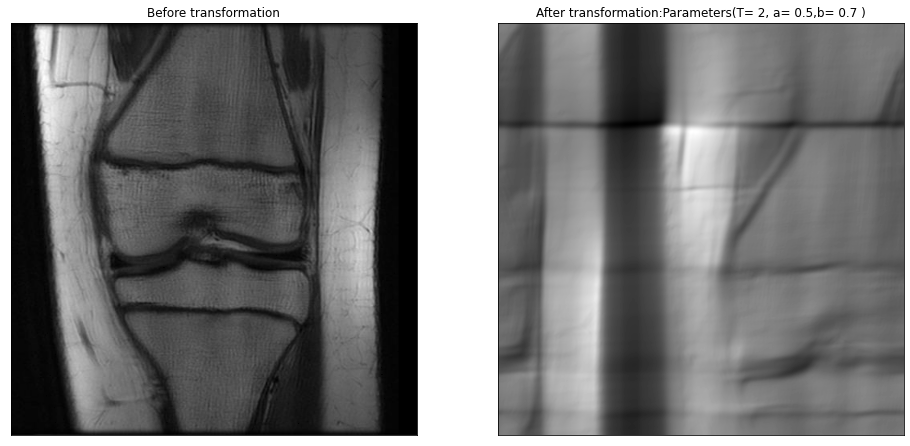 Before transformation
After transformation:Parameters(T= 2, a= 0.5,b= 0.7 )